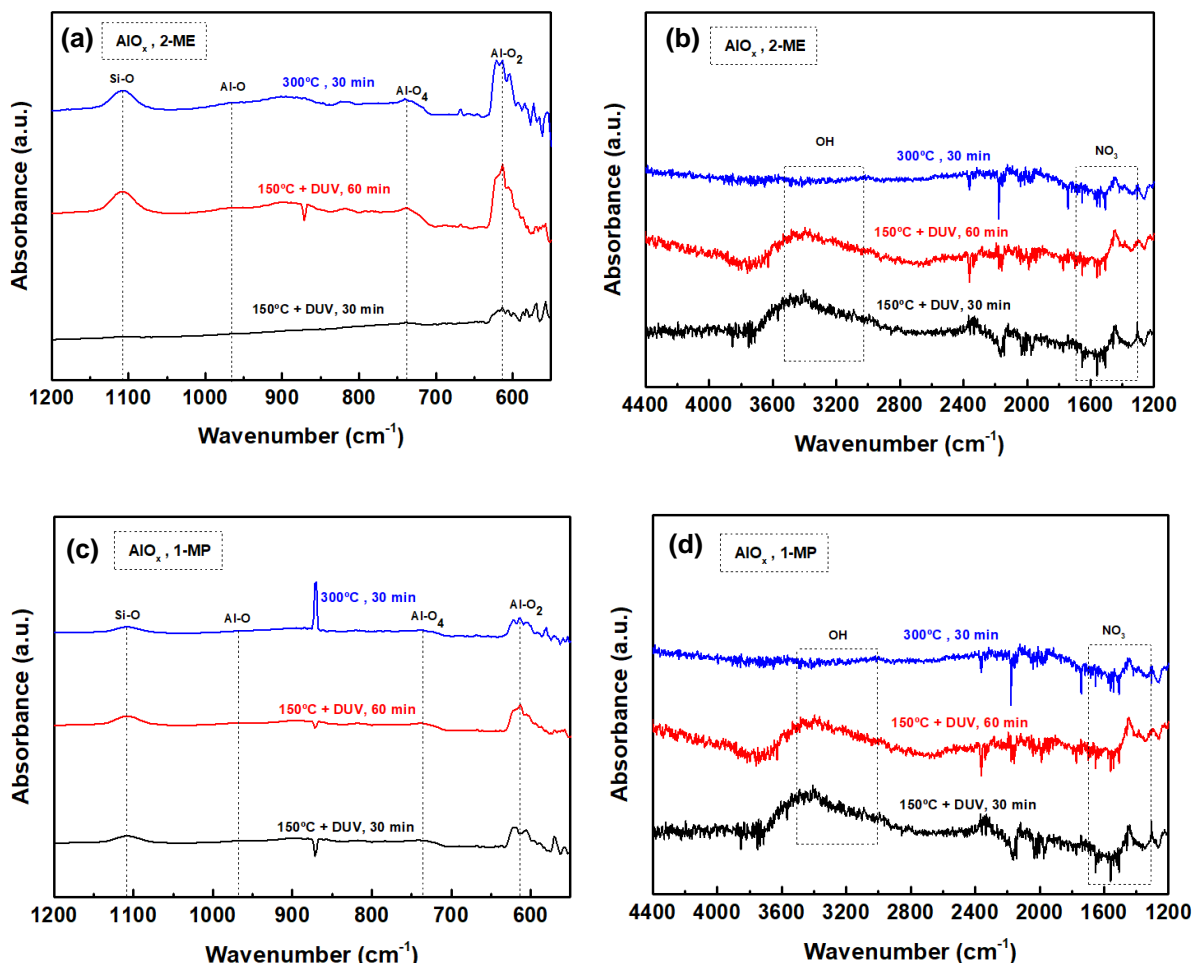 (a)
AlOₓ , 2-ME
Si-O
Al-O
Al-O₄
Al-O₂
300ºC , 30 min
150ºC + DUV, 60 min
150ºC + DUV, 30 min
Absorbance (a.u.)
1200 1100 1000 900 800 700 600
Wavenumber (cm⁻¹)
(b)
AlOₓ , 2-ME
OH
NO₃
300ºC , 30 min
150ºC + DUV, 60 min
150ºC + DUV, 30 min
Absorbance (a.u.)
4400 4000 3600 3200 2800 2400 2000 1600 1200
Wavenumber (cm⁻¹)
(c)
AlOₓ , 1-MP
Si-O
Al-O
Al-O₄
Al-O₂
300ºC , 30 min
150ºC + DUV, 60 min
150ºC + DUV, 30 min
Absorbance (a.u.)
1200 1100 1000 900 800 700 600
Wavenumber (cm⁻¹)
(d)
AlOₓ , 1-MP
OH
NO₃
300ºC , 30 min
150ºC + DUV, 60 min
150ºC + DUV, 30 min
Absorbance (a.u.)
4400 4000 3600 3200 2800 2400 2000 1600 1200
Wavenumber (cm⁻¹)